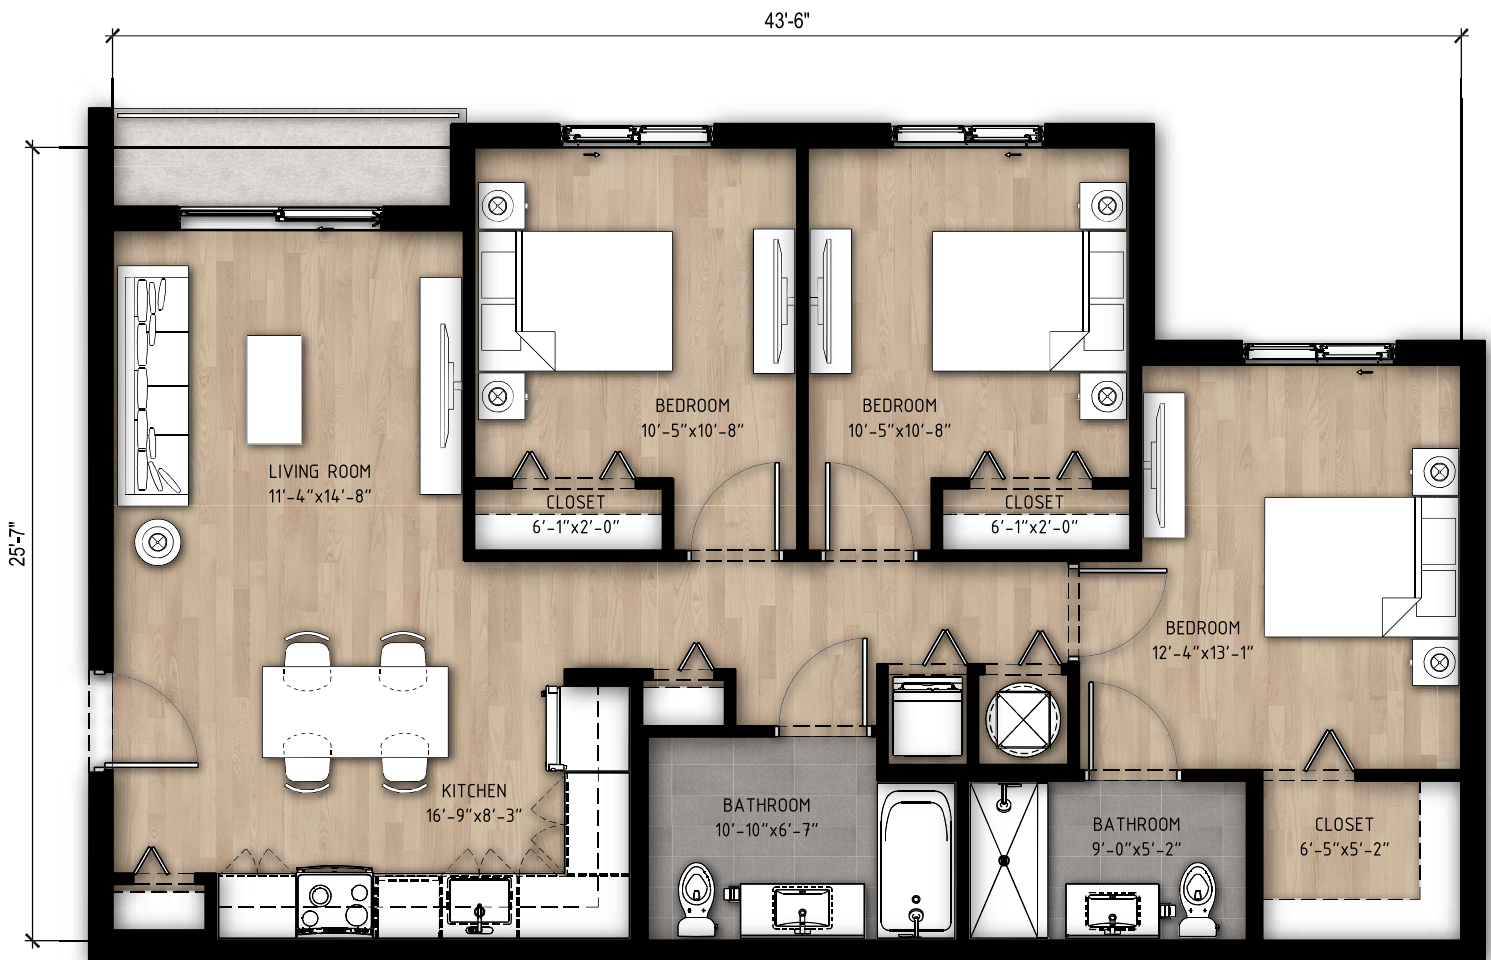 43'-6"
25'-7"
BEDROOM
10'-5"x10'-8"
BEDROOM
10'-5"x10'-8"
LIVING ROOM
11'-4"x14'-8"
CLOSET
6'-1"x2'-0"
CLOSET
6'-1"x2'-0"
BEDROOM
12'-4"x13'-1"
KITCHEN
16'-9"x8'-3"
BATHROOM
10'-10"x6'-7"
BATHROOM
9'-0"x5'-2"
CLOSET
6'-5"x5'-2"